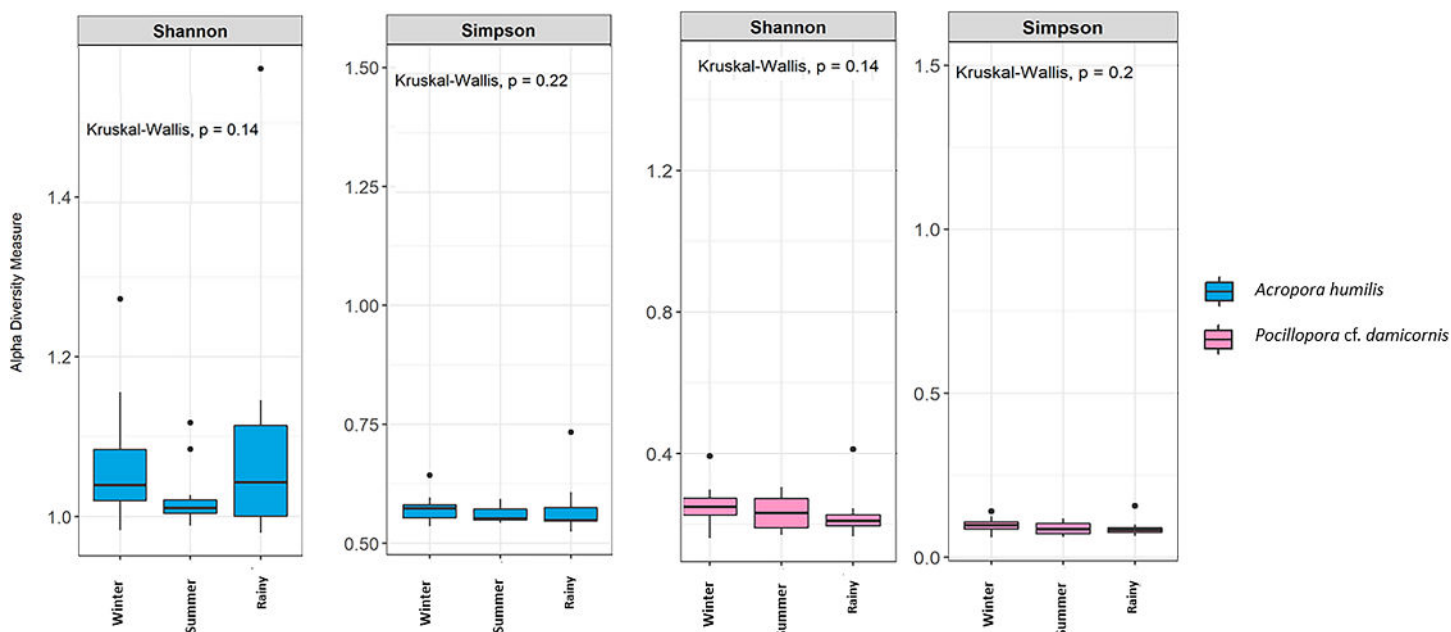 Shannon
Simpson
Shannon
Simpson
Kruskal-Wallis, p = 0.14
Kruskal-Wallis, p = 0.22
Kruskal-Wallis, p = 0.14
Kruskal-Wallis, p = 0.2
Alpha Diversity Measure
1.4
1.2
1.0
1.50
1.25
1.00
0.75
0.50
1.2
0.8
0.4
1.5
1.0
0.5
0.0
Winter
Summer
Rainy
Winter
Summer
Rainy
Winter
Summer
Rainy
Winter
Summer
Rainy
Acropora humilis
Pocillopora cf. damicornis